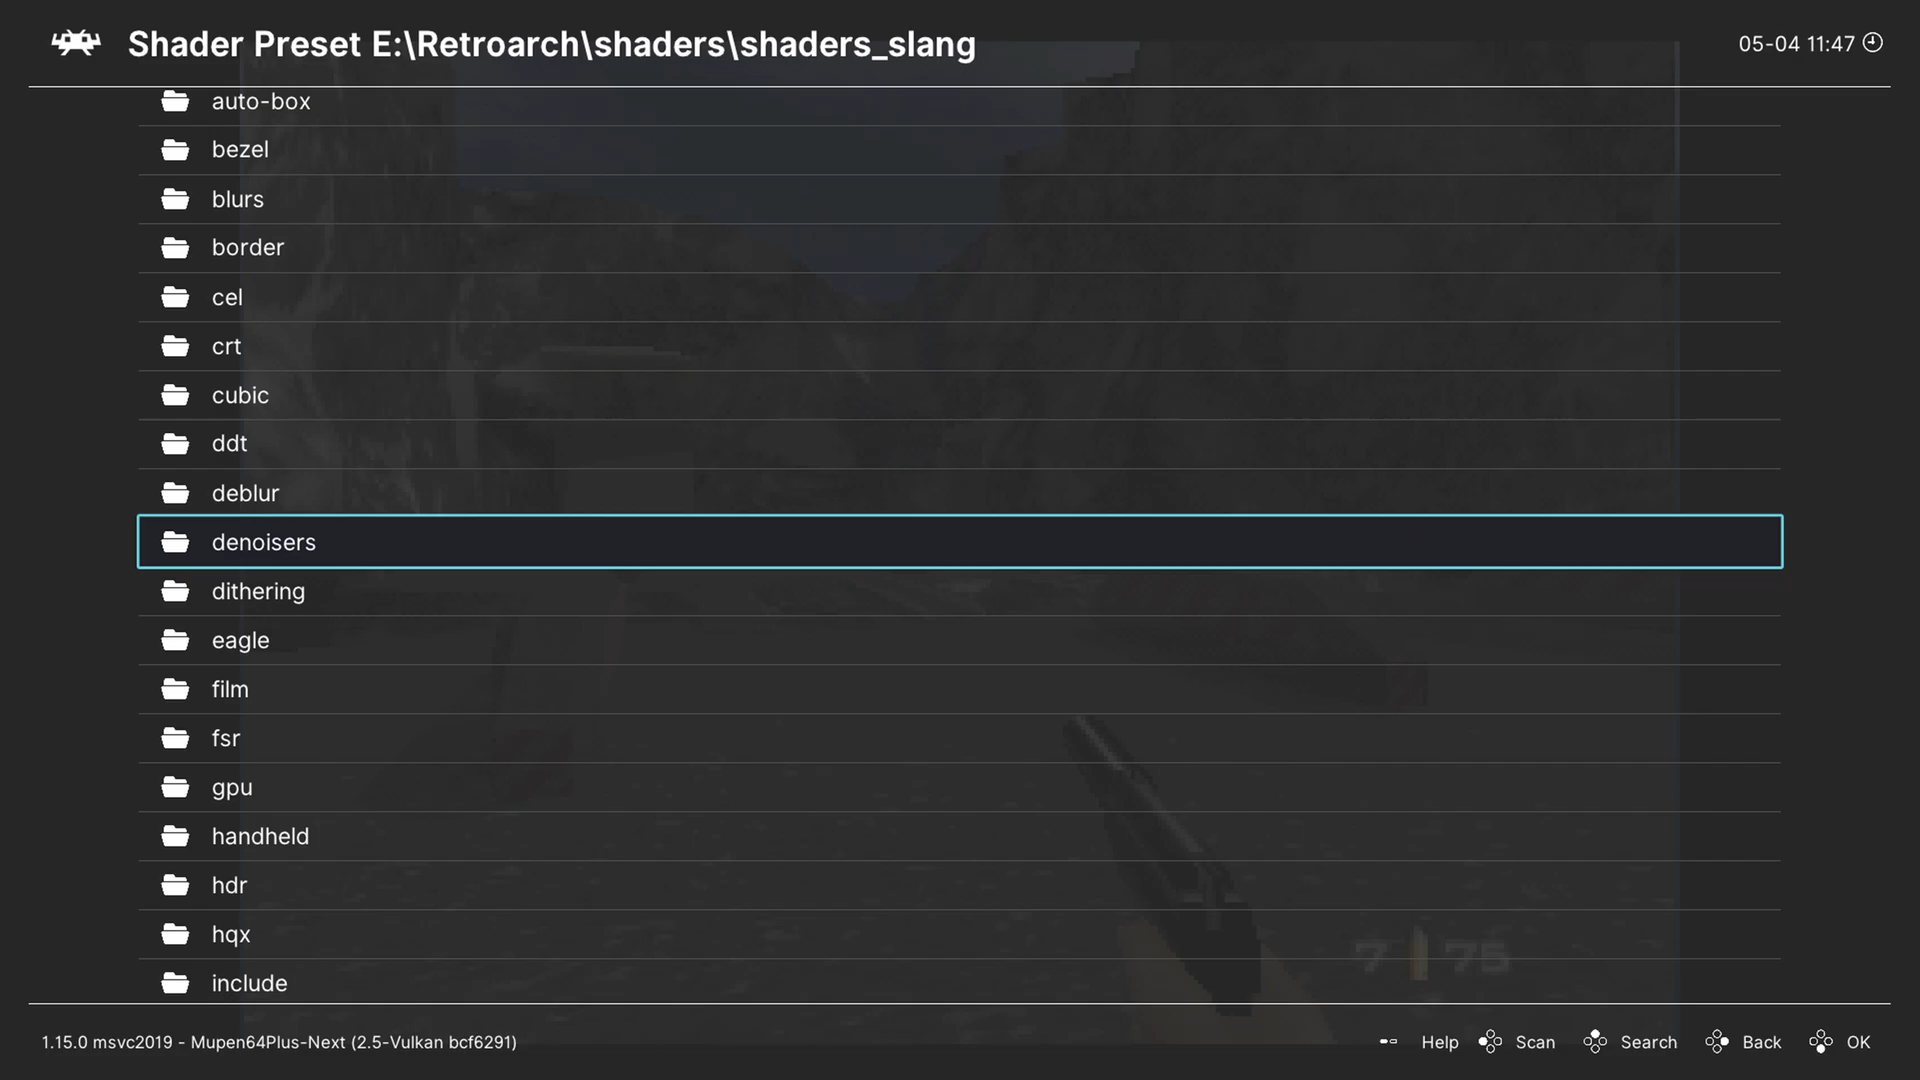 Shader Preset E:\Retroarch\shaders\shaders_slang
05-04 11:47
auto-box
bezel
blurs
border
cel
crt
cubic
ddt
deblur
denoisers
dithering
eagle
film
fsr
gpu
handheld
hdr
hqx
include
7 75
1.15.0 msvc2019 - Mupen64Plus-Next (2.5-Vulkan bcf6291)
Help Scan Search Back OK